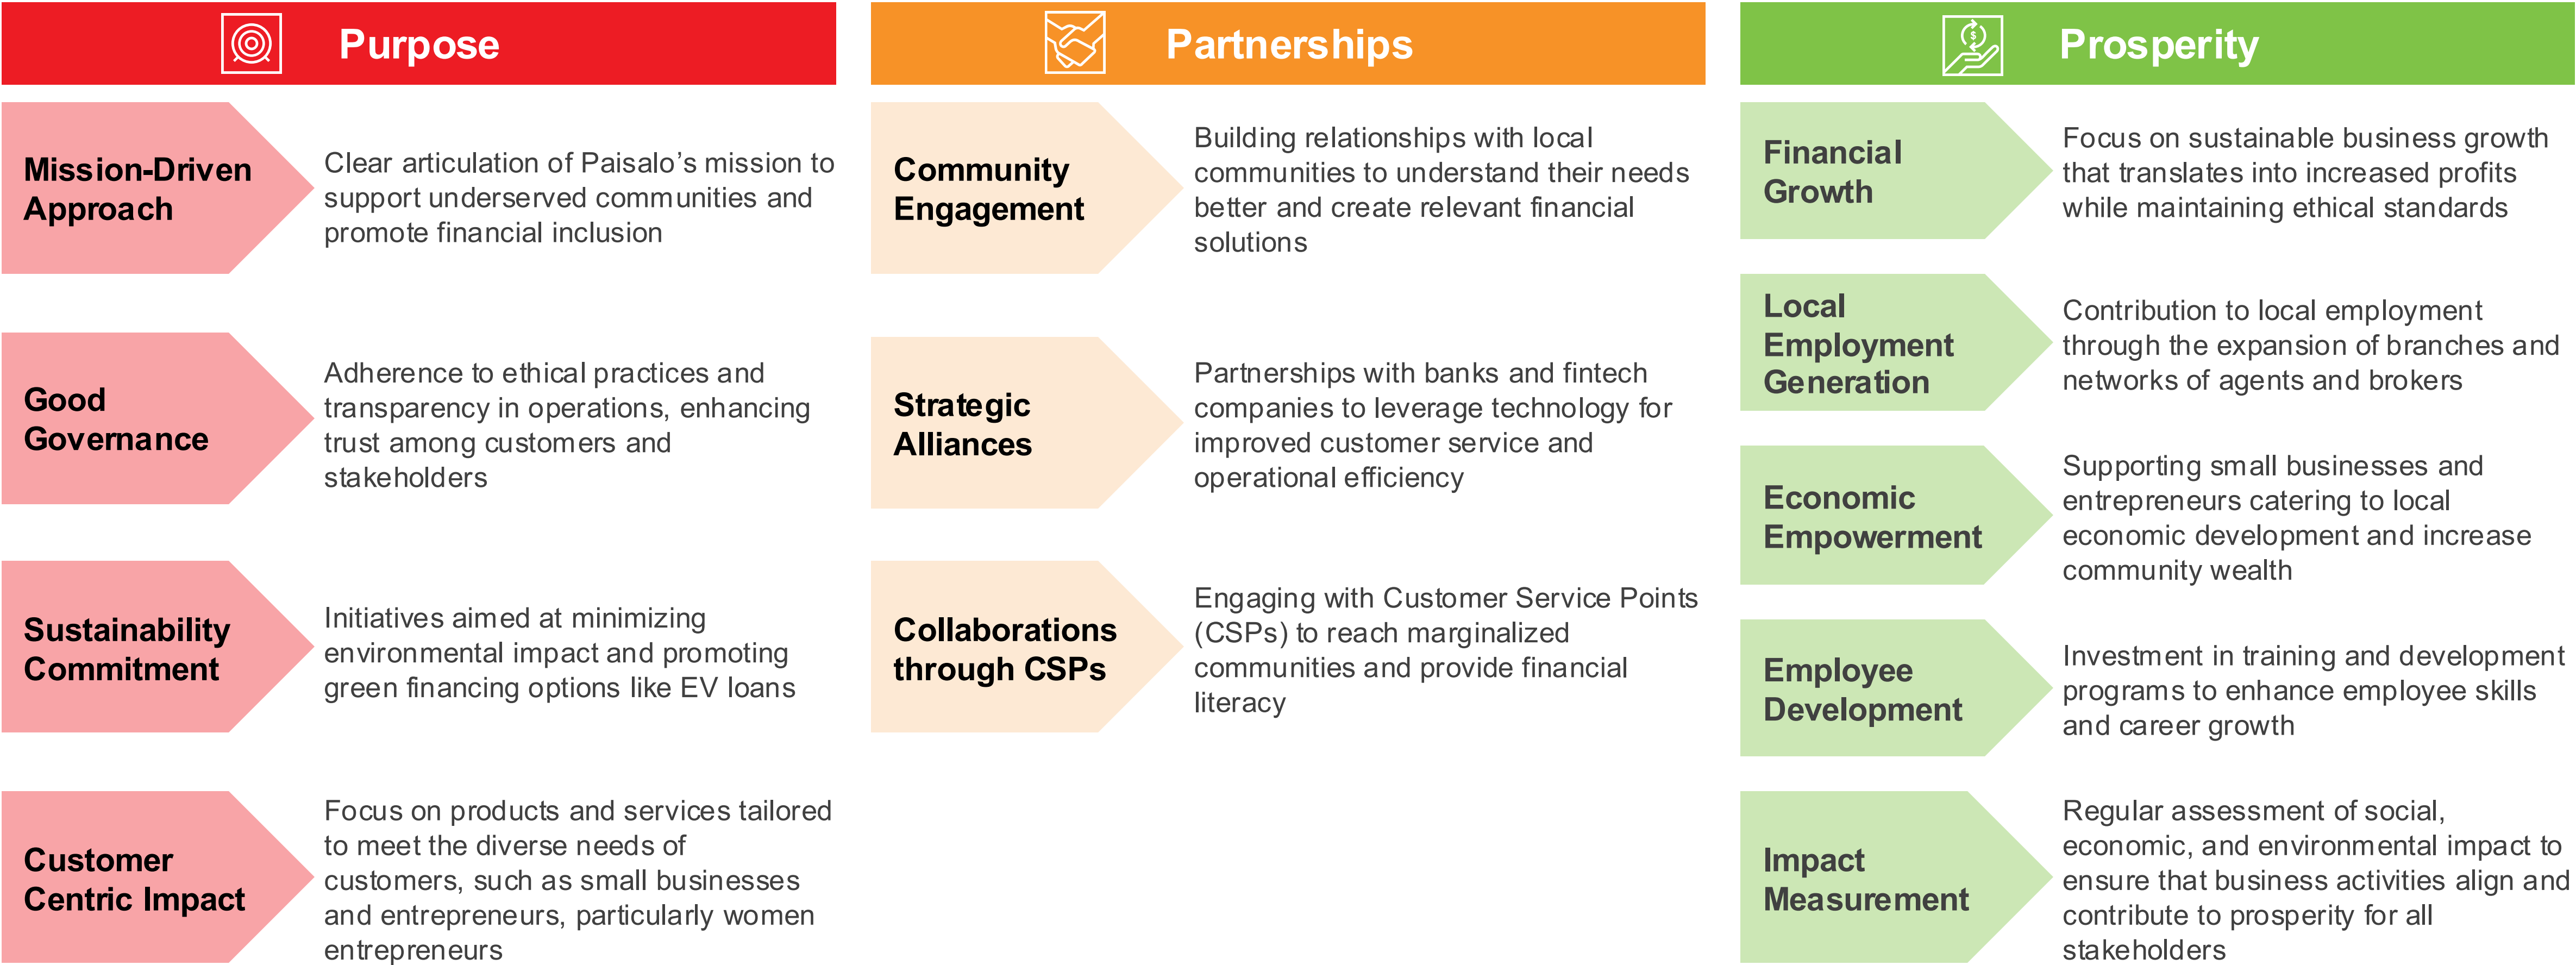 Purpose
Mission-Driven
Approach
Clear articulation of Paisalo’s mission to
support underserved communities and
promote financial inclusion
Good
Governance
Adherence to ethical practices and
transparency in operations, enhancing
trust among customers and
stakeholders
Sustainability
Commitment
Initiatives aimed at minimizing
environmental impact and promoting
green financing options like EV loans
Customer
Centric Impact
Focus on products and services tailored
to meet the diverse needs of
customers, such as small businesses
and entrepreneurs, particularly women
entrepreneurs
Partnerships
Community
Engagement
Building relationships with local
communities to understand their needs
better and create relevant financial
solutions
Strategic
Alliances
Partnerships with banks and fintech
companies to leverage technology for
improved customer service and
operational efficiency
Collaborations
through CSPs
Engaging with Customer Service Points
(CSPs) to reach marginalized
communities and provide financial
literacy
$
Prosperity
Financial
Growth
Focus on sustainable business growth
that translates into increased profits
while maintaining ethical standards
Local
Employment
Generation
Contribution to local employment
through the expansion of branches and
networks of agents and brokers
Economic
Empowerment
Supporting small businesses and
entrepreneurs catering to local
economic development and increase
community wealth
Employee
Development
Investment in training and development
programs to enhance employee skills
and career growth
Impact
Measurement
Regular assessment of social,
economic, and environmental impact to
ensure that business activities align and
contribute to prosperity for all
stakeholders